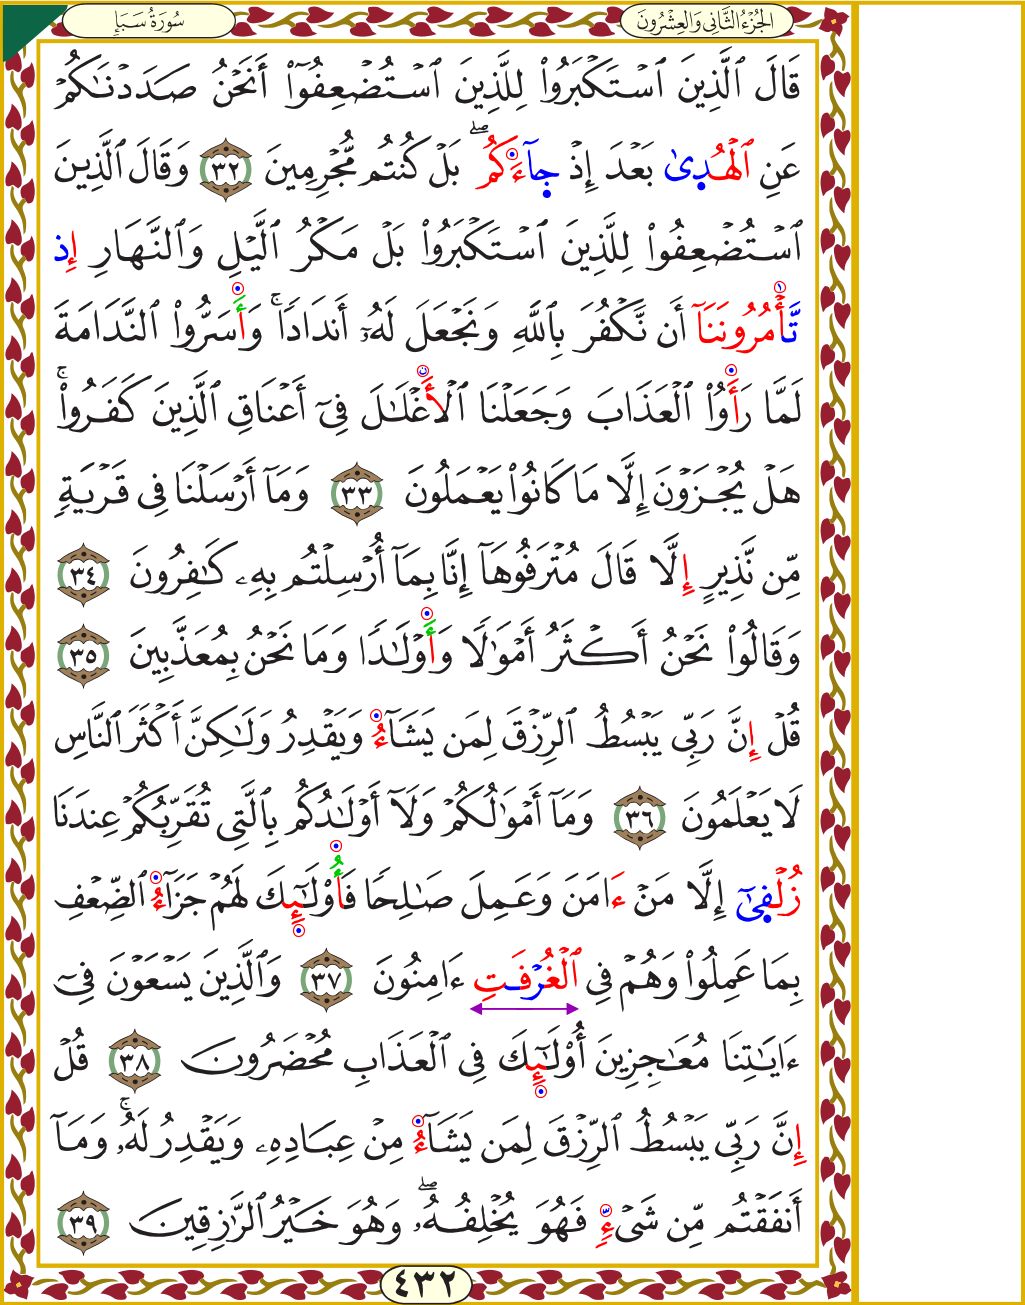 الجُزْءُ الثَّانِي وَالعِشْرُونَ
سُورَةُ سَبَإٍ
قَالَ ٱلَّذِينَ ٱسْتَكْبَرُوا۟ لِلَّذِينَ ٱسْتُضْعِفُوٓا۟ أَنَحْنُ صَدَدْنَٰكُمْ
عَنِ ٱلْهُدِىٰ بَعْدَ إِذْ جِآءَكُمۖ بَلْ كُنتُم مُّجْرِمِينَ ٣٢ وَقَالَ ٱلَّذِينَ
ٱسْتُضْعِفُوا۟ لِلَّذِينَ ٱسْتَكْبَرُوا۟ بَلْ مَكْرُ ٱلَّيْلِ وَٱلنَّهَارِ إِذ
تَّأْمُرُونَنَآ أَن نَّكْفُرَ بِٱللَّهِ وَنَجْعَلَ لَهُۥٓ أَندَادًاۚ وَأَسَرُّوا۟ ٱلنَّدَامَةَ
لَمَّا رَأَوُا۟ ٱلْعَذَابَ وَجَعَلْنَا ٱلْأَغْلَٰلَ فِىٓ أَعْنَاقِ ٱلَّذِينَ كَفَرُوا۟ۚ
هَلْ يُجْزَوْنَ إِلَّا مَا كَانُوا۟ يَعْمَلُونَ ٣٣ وَمَآ أَرْسَلْنَا فِى قَرْيَةٍ
مِّن نَّذِيرٍ إِلَّا قَالَ مُتْرَفُوهَآ إِنَّا بِمَآ أُرْسِلْتُم بِهِۦ كَٰفِرُونَ ٣٤
وَقَالُوا۟ نَحْنُ أَكْثَرُ أَمْوَٰلًا وَأَوْلَٰدًا وَمَا نَحْنُ بِمُعَذَّبِينَ ٣٥
قُلْ إِنَّ رَبِّى يَبْسُطُ ٱلرِّزْقَ لِمَن يَشَآءُ وَيَقْدِرُ وَلَٰكِنَّ أَكْثَرَ ٱلنَّاسِ
لَا يَعْلَمُونَ ٣٦ وَمَآ أَمْوَٰلُكُمْ وَلَآ أَوْلَٰدُكُم بِٱلَّتِى تُقَرِّبُكُمْ عِندَنَا
زُلْفِىٰٓ إِلَّا مَنْ ءَامَنَ وَعَمِلَ صَٰلِحًا فَأُو۟لَٰٓئِكَ لَهُمْ جَزَآءُ ٱلضِّعْفِ
بِمَا عَمِلُوا۟ وَهُمْ فِى ٱلْغُرْفَتِ ءَامِنُونَ ٣٧ وَٱلَّذِينَ يَسْعَوْنَ فِىٓ
ءَايَٰتِنَا مُعَٰجِزِينَ أُو۟لَٰٓئِكَ فِى ٱلْعَذَابِ مُحْضَرُونَ ٣٨ قُلْ
إِنَّ رَبِّى يَبْسُطُ ٱلرِّزْقَ لِمَن يَشَآءُ مِنْ عِبَادِهِۦ وَيَقْدِرُ لَهُۥۚ وَمَآ
أَنفَقْتُم مِّن شَىْءٍ فَهُوَ يُخْلِفُهُۥۖ وَهُوَ خَيْرُ ٱلرَّٰزِقِينَ ٣٩
٤٣٢